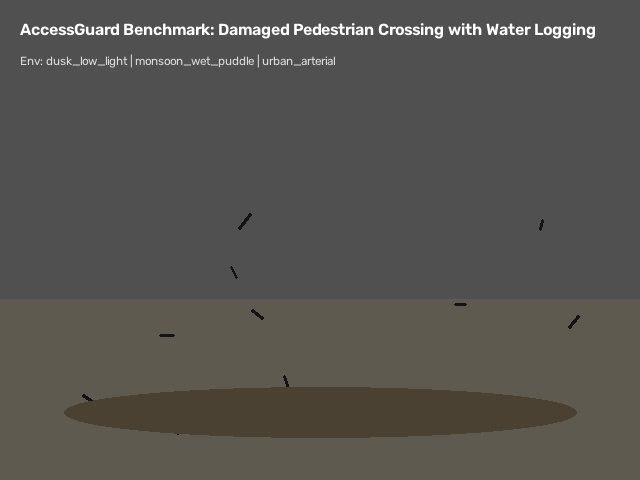 AccessGuard Benchmark: Damaged Pedestrian Crossing with Water Logging
Env: dusk_low_light | monsoon_wet_puddle | urban_arterial